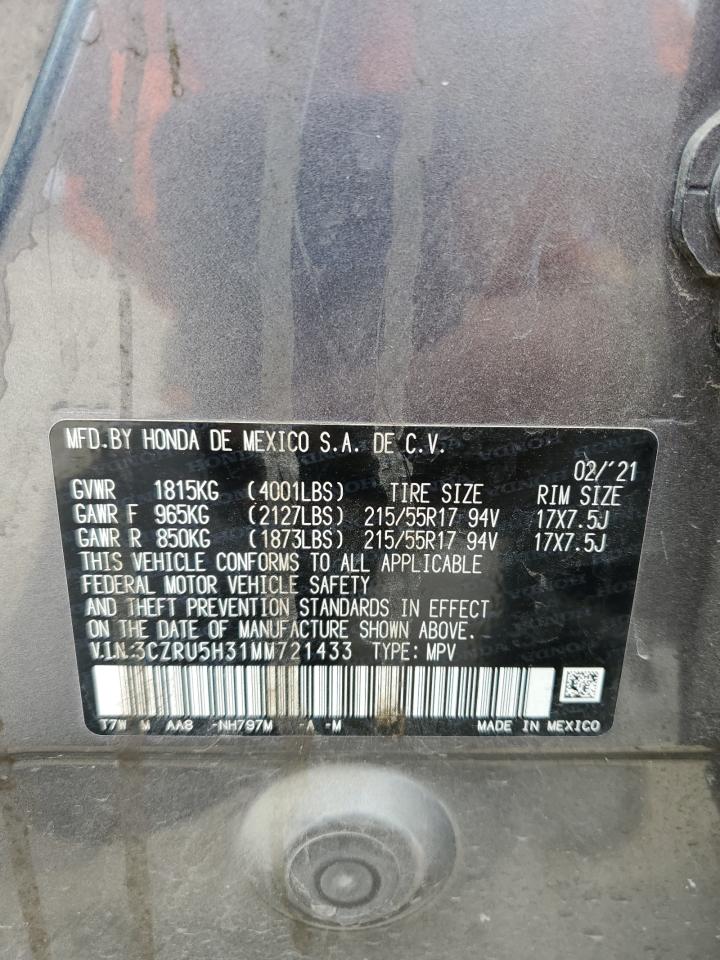 MFD.BY HONDA DE MEXICO S.A. DE C.V.
02/'21
GVWR 1815KG (4001LBS) TIRE SIZE RIM SIZE
GAWR F 965KG (2127LBS) 215/55R17 94V 17X7.5J
GAWR R 850KG (1873LBS) 215/55R17 94V 17X7.5J
THIS VEHICLE CONFORMS TO ALL APPLICABLE
FEDERAL MOTOR VEHICLE SAFETY
AND THEFT PREVENTION STANDARDS IN EFFECT
ON THE DATE OF MANUFACTURE SHOWN ABOVE.
V.I.N:3CZRU5H31MM721433 TYPE: MPV
T7W M AA8 -NH797M -A -M MADE IN MEXICO